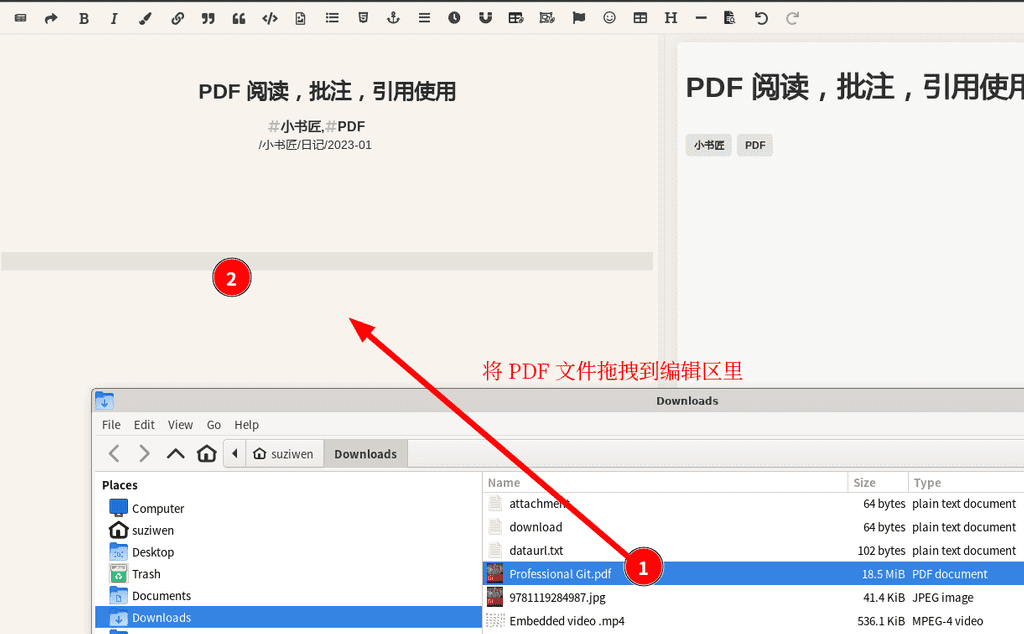 PDF 阅读，批注，引用使用
#小书匠,#PDF
/小书匠/日记/2023-01
PDF 阅读，批注，引用使用
小书匠 PDF
2
将 PDF 文件拖拽到编辑区里
Downloads
File Edit View Go Help
suziwen Downloads
Places
Computer
suziwen
Desktop
Trash
Documents
Downloads
Name Size Type
attachment 64 bytes plain text document
download 64 bytes plain text document
dataurl.txt 102 bytes plain text document
Professional Git.pdf 1 18.5 MiB PDF document
9781119284987.jpg 41.4 KiB JPEG image
Embedded video .mp4 536.1 KiB MPEG-4 video